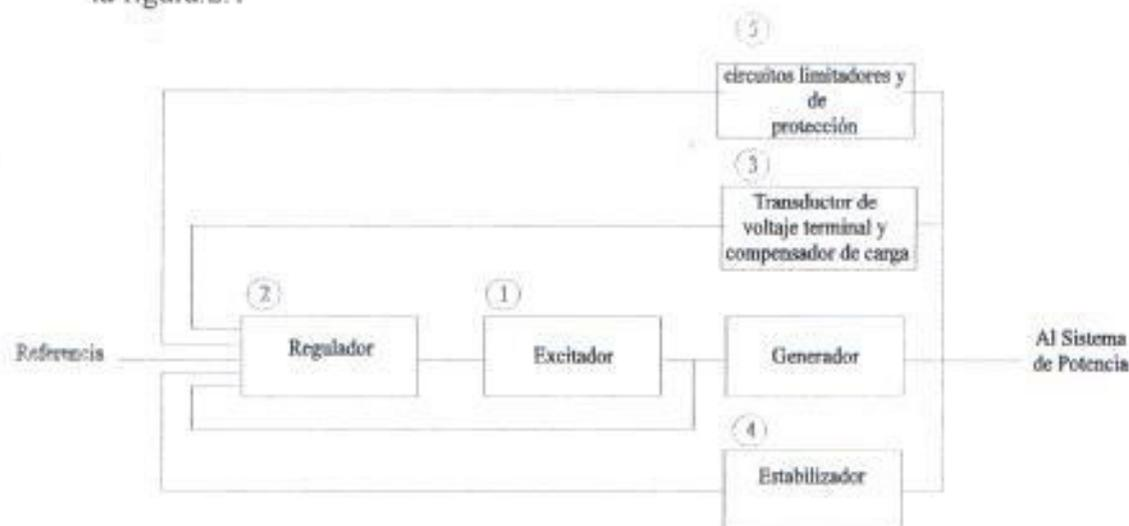 5
circuitos limitadores y
de
protección
3
Transductor de
voltaje terminal y
compensador de carga
2
Regulador
1
Excitador
Generador
Referencia
Al Sistema
de Potencia
4
Estabilizador